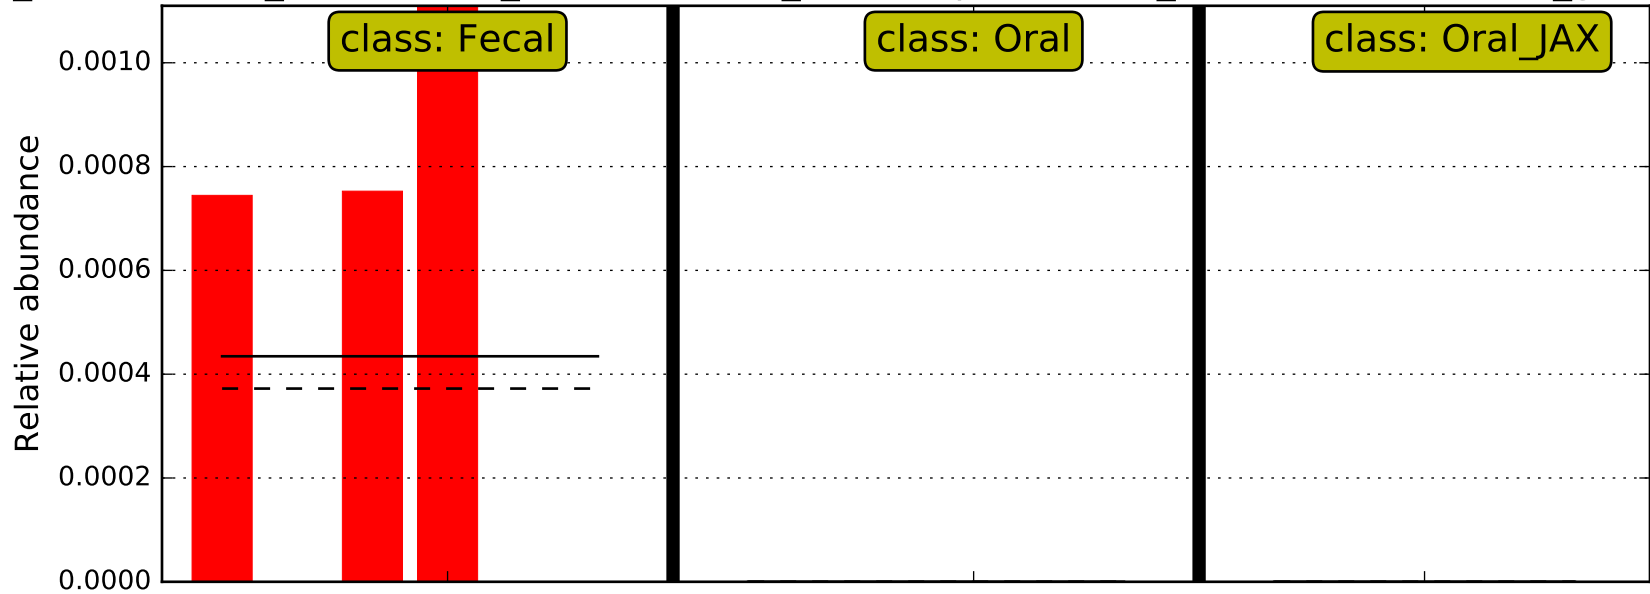 class: Fecal
class: Oral
class: Oral_JAX
Relative abundance
0.0010
0.0008
0.0006
0.0004
0.0002
0.0000